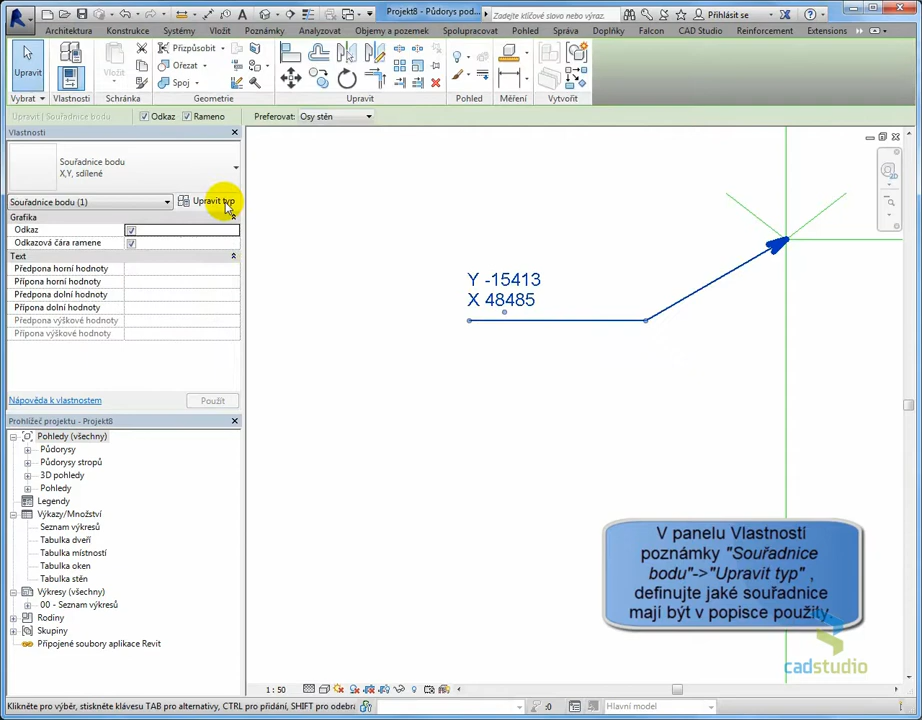 Projekt8 - Půdorys pod...
Zadejte klíčové slovo nebo výraz.
Přihlásit se
Architektura
Konstrukce
Systémy
Vložit
Poznámky
Analyzovat
Objemy a pozemky
Spolupracovat
Pohled
Správa
Doplňky
Falcon
CAD Studio
Reinforcement
Extensions
Upravit
Vložit
Přizpůsobit
Ořezat
Spoj
Vybrat
Vlastnosti
Schránka
Geometrie
Upravit
Pohled
Měření
Vytvořit
Upravit | Souřadnice bodu
Odkaz
Rameno
Preferovat: Osy stěn
Vlastnosti
Souřadnice bodu
X,Y, sdílené
Souřadnice bodu (1)
Upravit typ
Grafika
Odkaz
Odkazová čára ramene
Text
Předpona horní hodnoty
Přípona horní hodnoty
Předpona dolní hodnoty
Přípona dolní hodnoty
Předpona výškové hodnoty
Přípona výškové hodnoty
Nápověda k vlastnostem
Použít
2D
Y -15413
X 48485
Prohlížeč projektu - Projekt8
Pohledy (všechny)
Půdorysy
Půdorysy stropů
3D pohledy
Pohledy
Legendy
Výkazy/Množství
Seznam výkresů
Tabulka dveří
Tabulka místností
Tabulka oken
Tabulka stěn
Výkresy (všechny)
00 - Seznam výkresů
Rodiny
Skupiny
Připojené soubory aplikace Revit
V panelu Vlastností
poznámky "Souřadnice
bodu"->"Upravit typ" ,
definujte jaké souřadnice
mají být v popisce použity.
cadstudio
1 : 50
Klikněte pro výběr, stiskněte klávesu TAB pro alternativy, CTRL pro přidání, SHIFT pro odebra
:0
Hlavní model